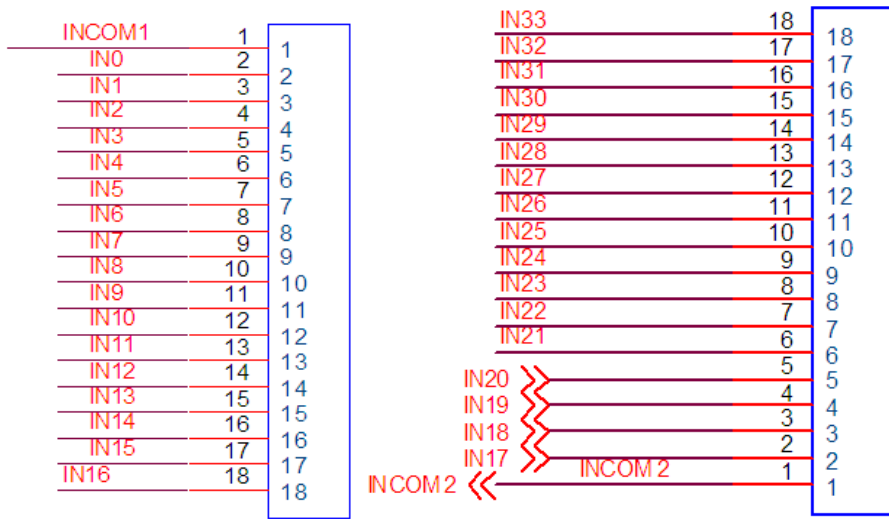 INCOM1 1 1
IN0 2 2
IN1 3 3
IN2 4 4
IN3 5 5
IN4 6 6
IN5 7 7
IN6 8 8
IN7 9 9
IN8 10 10
IN9 11 11
IN10 12 12
IN11 13 13
IN12 14 14
IN13 15 15
IN14 16 16
IN15 17 17
IN16 18 18
IN33 18 18
IN32 17 17
IN31 16 16
IN30 15 15
IN29 14 14
IN28 13 13
IN27 12 12
IN26 11 11
IN25 10 10
IN24 9 9
IN23 8 8
IN22 7 7
IN21 6 6
IN20 5 5
IN19 4 4
IN18 3 3
IN17 2 2
INCOM2 INCOM2 1 1